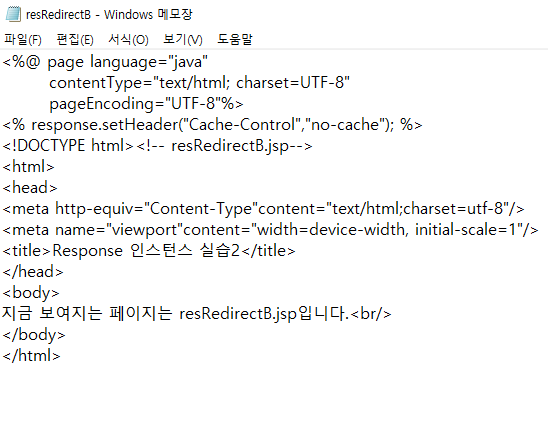 resRedirectB - Windows 메모장
파일(F) 편집(E) 서식(O) 보기(V) 도움말
<%@ page language="java"
contentType="text/html; charset=UTF-8"
pageEncoding="UTF-8"%>
<% response.setHeader("Cache-Control","no-cache"); %>
<!DOCTYPE html><!-- resRedirectB.jsp-->
<html>
<head>
<meta http-equiv="Content-Type"content="text/html;charset=utf-8"/>
<meta name="viewport"content="width=device-width, initial-scale=1"/>
<title>Response 인스턴스 실습2</title>
</head>
<body>
지금 보여지는 페이지는 resRedirectB.jsp입니다.<br/>
</body>
</html>